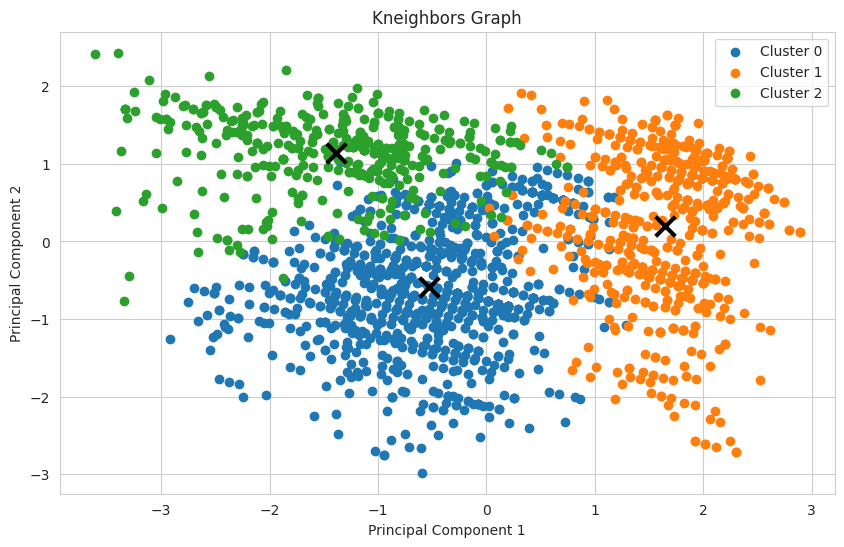 Kneighbors Graph
Cluster 0
Cluster 1
Cluster 2
Principal Component 2
2
1
0
−1
−2
−3
−3
−2
−1
0
1
2
3
Principal Component 1